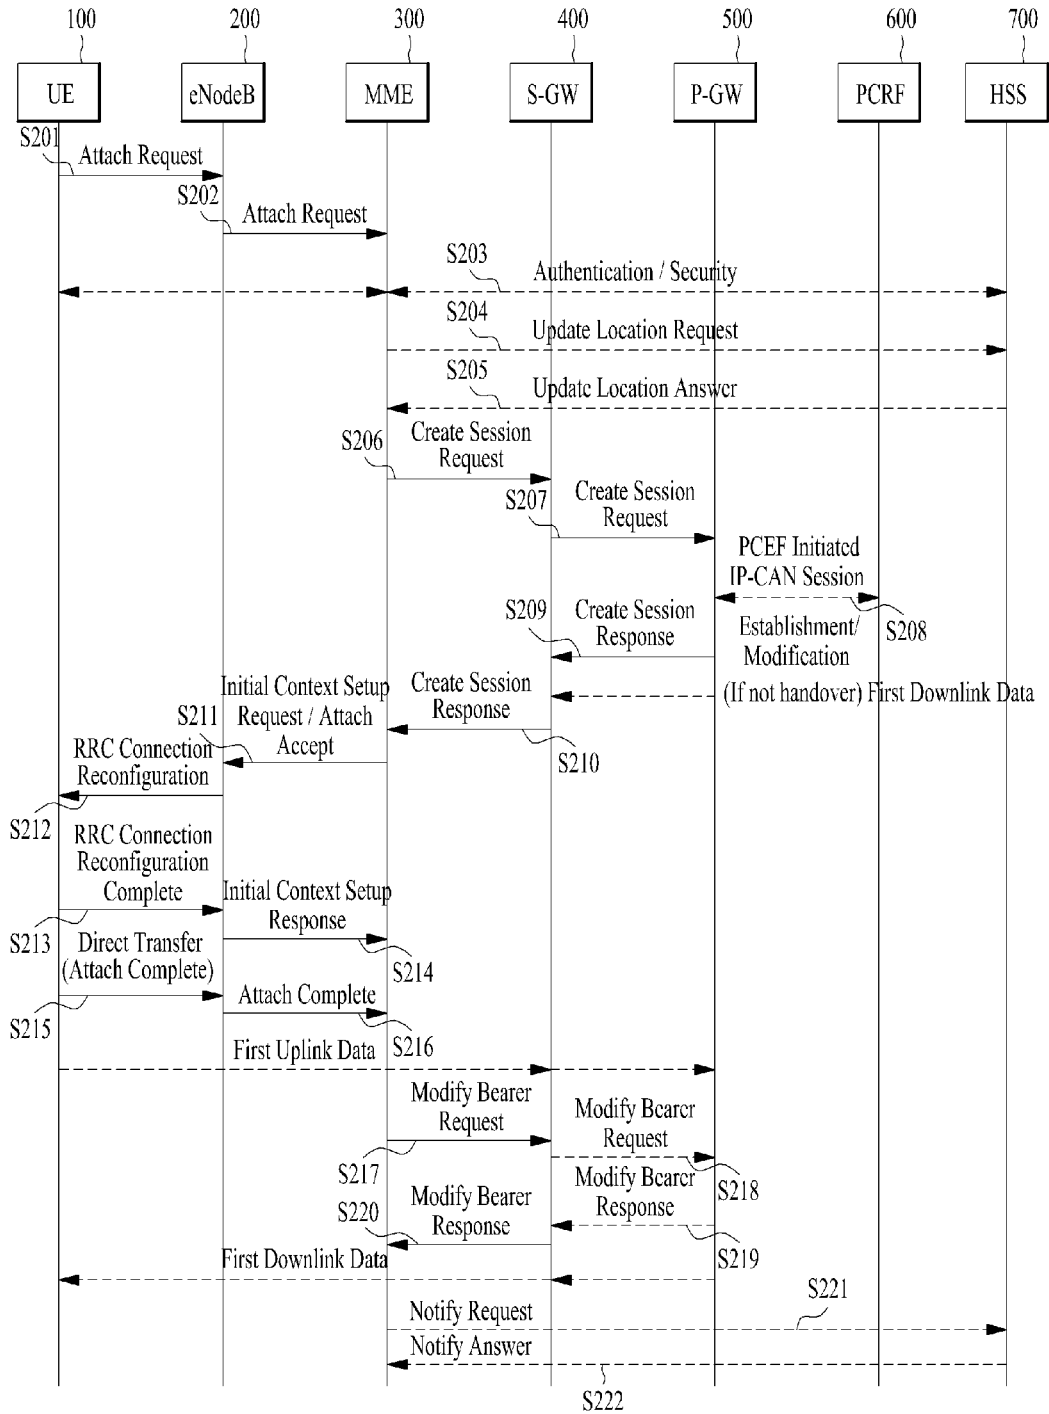 100 200 300 400 500 600 700
UE eNodeB MME S-GW P-GW PCRF HSS
S201
Attach Request
S202
Attach Request
S203
Authentication / Security
S204
Update Location Request
S205
Update Location Answer
S206
Create Session
Request
S207
Create Session
Request
PCEF Initiated
IP-CAN Session
S208
Establishment/
Modification
S209
Create Session
Response
(If not handover) First Downlink Data
Create Session
Response
S210
Initial Context Setup
Request / Attach
Accept
S211
RRC Connection
Reconfiguration
S212
RRC Connection
Reconfiguration
Complete
S213
Initial Context Setup
Response
S214
Direct Transfer
(Attach Complete)
S215
Attach Complete
S216
First Uplink Data
Modify Bearer
Request
S217
Modify Bearer
Request
S218
Modify Bearer
Response
S219
Modify Bearer
Response
S220
First Downlink Data
S221
Notify Request
Notify Answer
S222